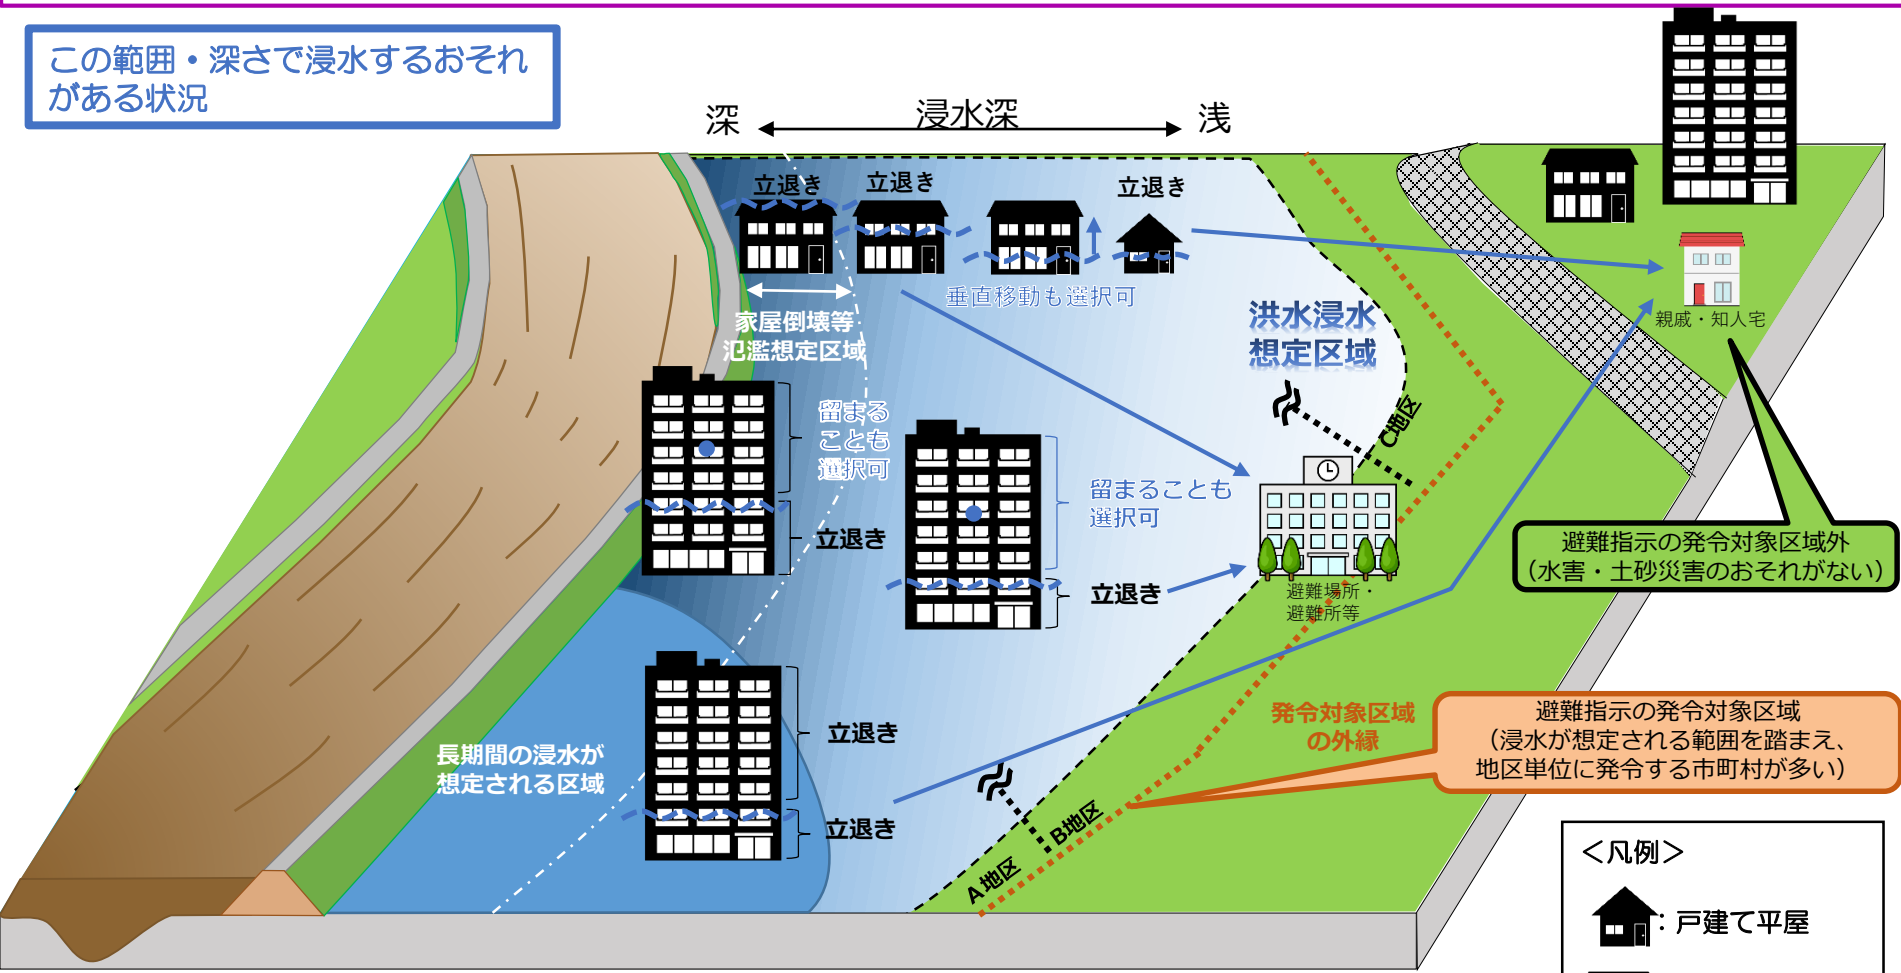 この範囲・深さで浸水するおそれ
がある状況
深
浸水深
浅
立退き
立退き
立退き
垂直移動も選択可
家屋倒壊等
氾濫想定区域
洪水浸水
想定区域
親戚・知人宅
留まる
ことも
選択可
立退き
留まることも
選択可
立退き
C地区
避難場所・
避難所等
避難指示の発令対象区域外
（水害・土砂災害のおそれがない）
発令対象区域
の外縁
避難指示の発令対象区域
（浸水が想定される範囲を踏まえ、
地区単位に発令する市町村が多い）
長期間の浸水が
想定される区域
立退き
立退き
B地区
A地区
＜凡例＞
：戸建て平屋